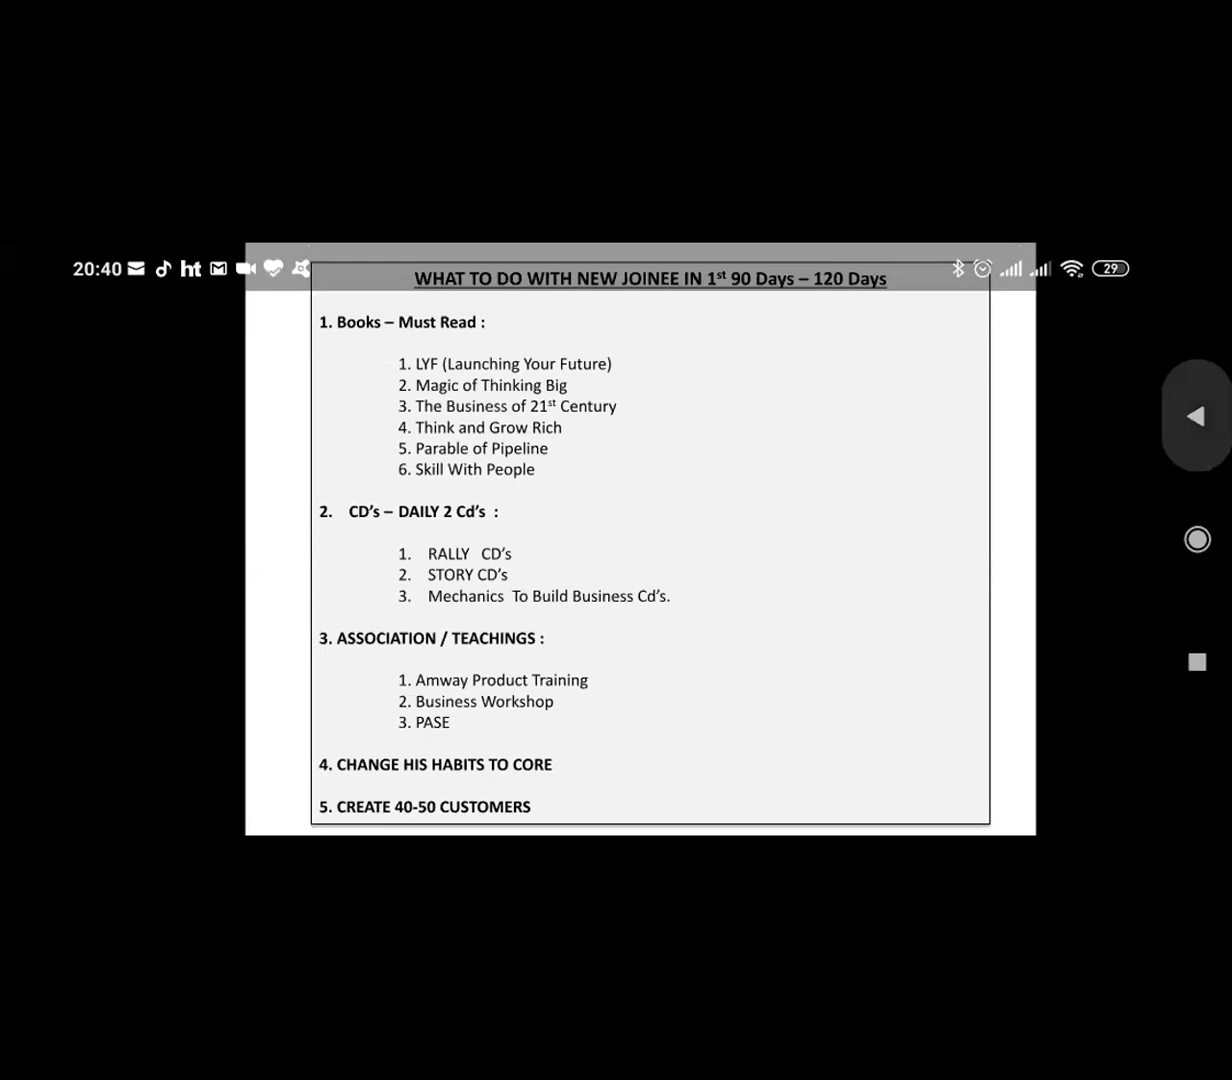 20:40 ht 29
WHAT TO DO WITH NEW JOINEE IN 1st 90 Days – 120 Days
1. Books – Must Read :
1. LYF (Launching Your Future)
2. Magic of Thinking Big
3. The Business of 21st Century
4. Think and Grow Rich
5. Parable of Pipeline
6. Skill With People
2. CD’s – DAILY 2 Cd’s :
1. RALLY CD’s
2. STORY CD’s
3. Mechanics To Build Business Cd’s.
3. ASSOCIATION / TEACHINGS :
1. Amway Product Training
2. Business Workshop
3. PASE
4. CHANGE HIS HABITS TO CORE
5. CREATE 40-50 CUSTOMERS